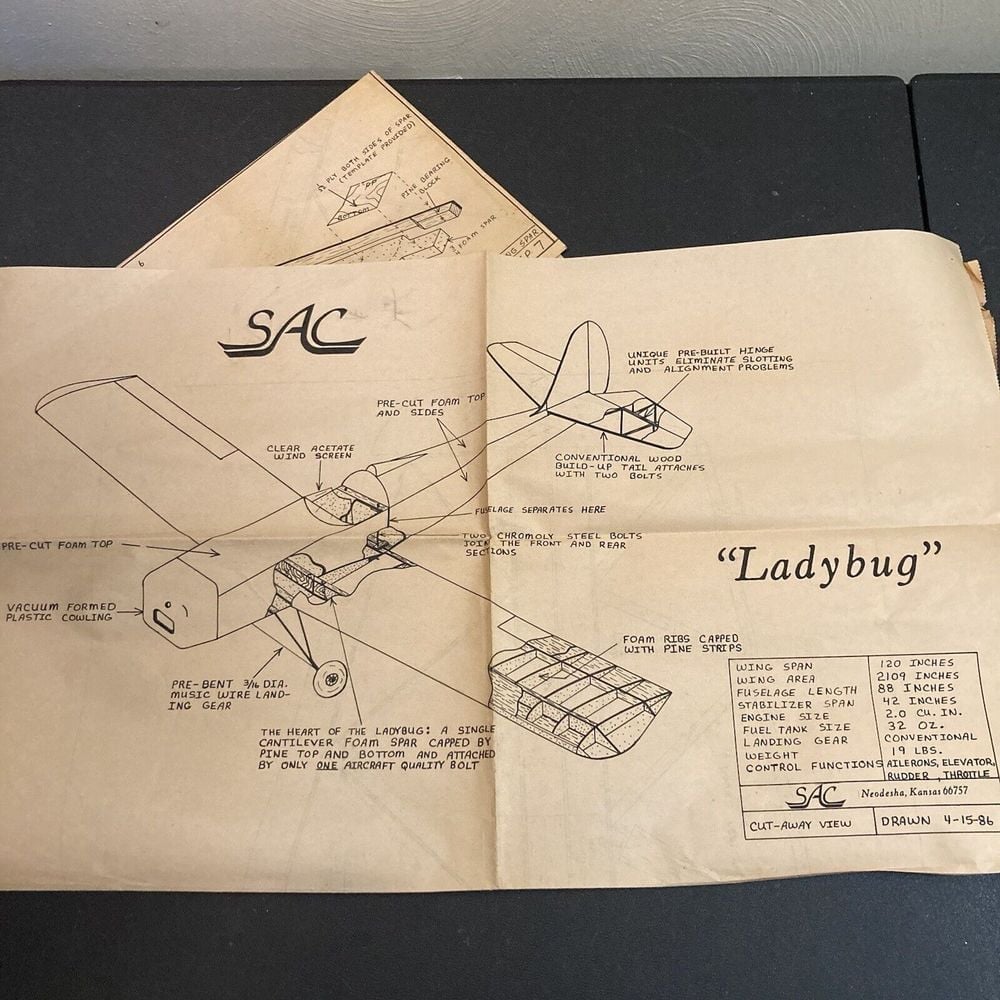 PLY BOTH SIDES OF SPAR
(TEMPLATE PROVIDED)
TOP
BOTTOM
PINE BEARING
BLOCK
FOAM SPAR
SPAR
P 7
6
SAC
UNIQUE PRE-BUILT HINGE
UNITS ELIMINATE SLOTTING
AND ALIGNMENT PROBLEMS
PRE-CUT FOAM TOP
AND SIDES
CLEAR ACETATE
WIND SCREEN
CONVENTIONAL WOOD
BUILD-UP TAIL ATTACHES
WITH TWO BOLTS
FUSELAGE SEPARATES HERE
TWO CHROMOLY STEEL BOLTS
JOIN THE FRONT AND REAR
SECTIONS
PRE-CUT FOAM TOP
"Ladybug"
VACUUM FORMED
PLASTIC COWLING
FOAM RIBS CAPPED
WITH PINE STRIPS
PRE-BENT 3/16 DIA.
MUSIC WIRE LAND-
ING GEAR
THE HEART OF THE LADYBUG: A SINGLE
CANTILEVER FOAM SPAR CAPPED BY
PINE TOP AND BOTTOM AND ATTACHED
BY ONLY ONE AIRCRAFT QUALITY BOLT
WING SPAN 120 INCHES
WING AREA 2109 INCHES
FUSELAGE LENGTH 88 INCHES
STABILIZER SPAN 42 INCHES
ENGINE SIZE 2.0 CU. IN.
FUEL TANK SIZE 32 OZ.
LANDING GEAR CONVENTIONAL
WEIGHT 19 LBS.
CONTROL FUNCTIONS AILERONS, ELEVATOR,
RUDDER, THROTTLE
SAC Neodesha, Kansas 66757
CUT-AWAY VIEW DRAWN 4-15-86